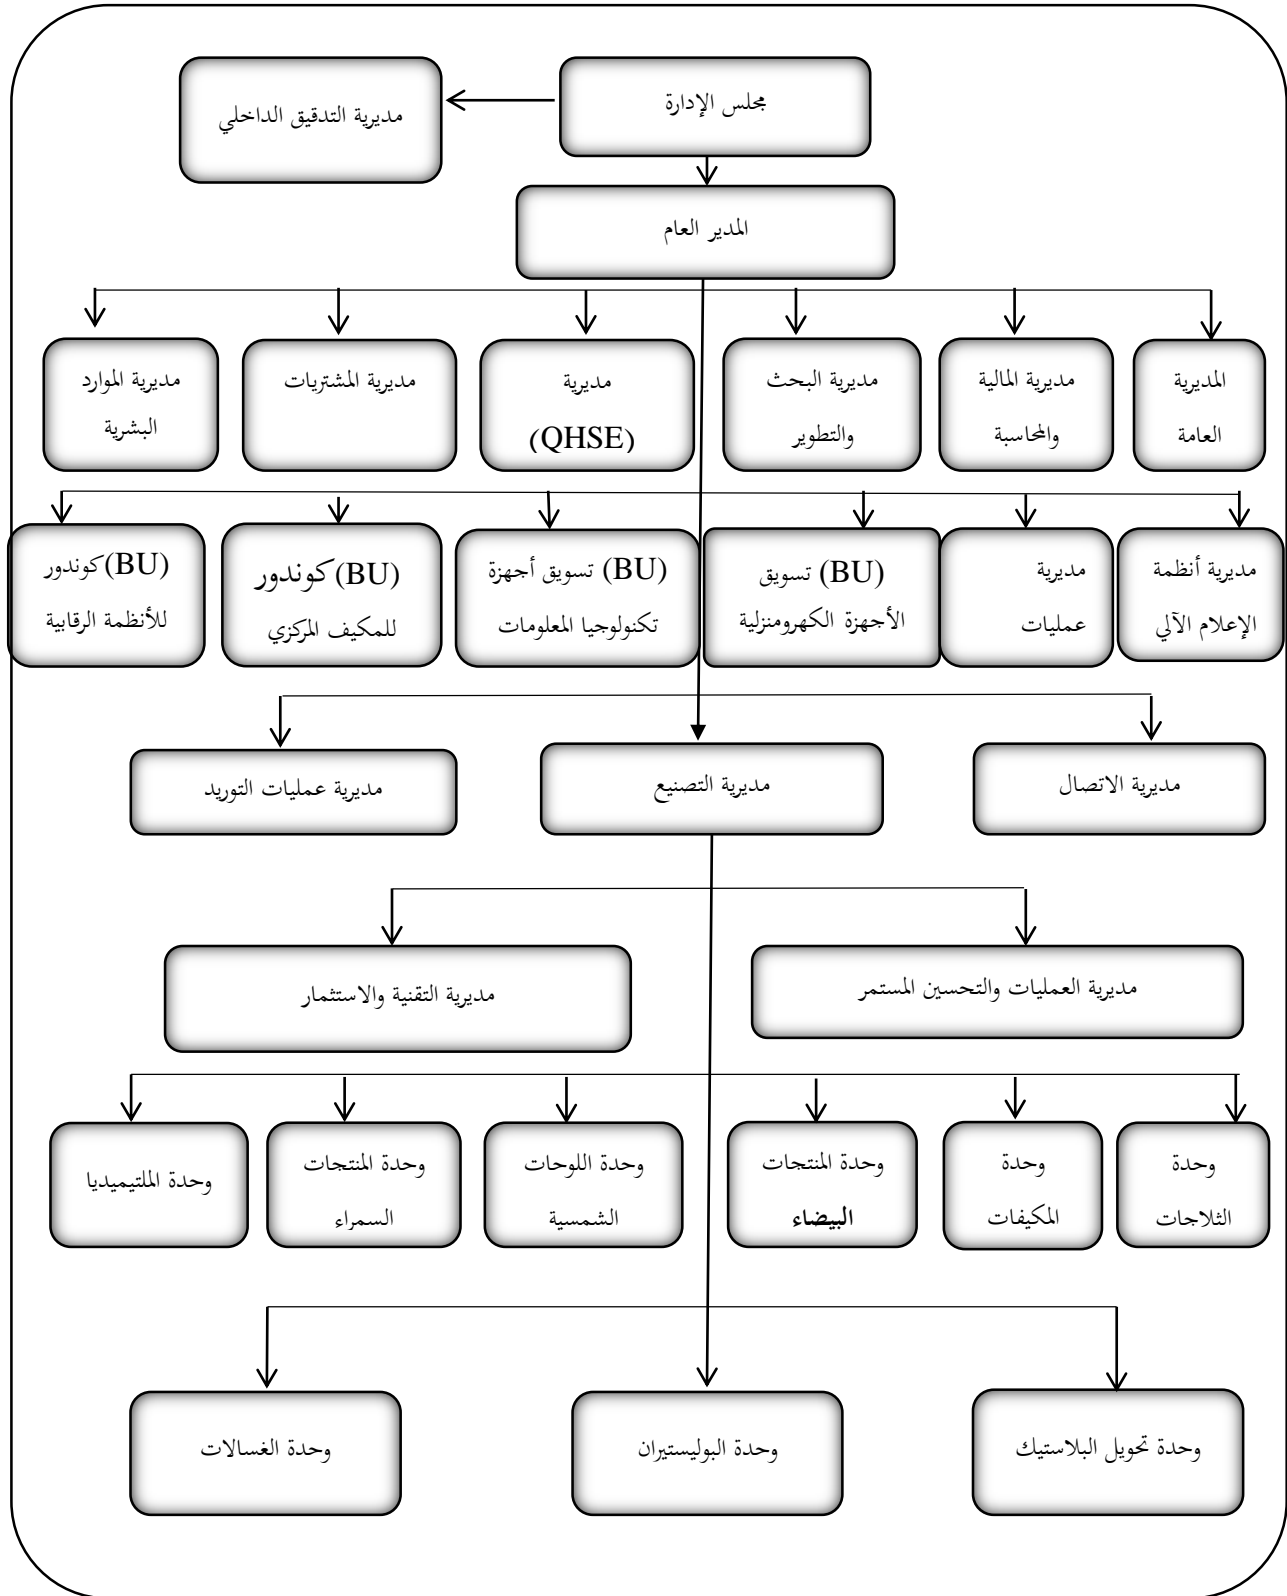 مجلس الإدارة
مديرية التدقيق الداخلي
المدير العام
المديرية
العامة
مديرية المالية
والمحاسبة
مديرية البحث
والتطوير
مديرية
(QHSE)
مديرية المشتريات
مديرية الموارد
البشرية
مديرية أنظمة
الإعلام الآلي
مديرية
عمليات
(BU) تسويق
الأجهزة الكهرومنزلية
(BU) تسويق أجهزة
تكنولوجيا المعلومات
(BU) كوندور
للمكيف المركزي
(BU) كوندور
للأنظمة الرقابية
مديرية الاتصال
مديرية التصنيع
مديرية عمليات التوريد
مديرية العمليات والتحسين المستمر
مديرية التقنية والاستثمار
وحدة
الثلاجات
وحدة
المكيفات
وحدة المنتجات
البيضاء
وحدة اللوحات
الشمسية
وحدة المنتجات
السمراء
وحدة الملتيميديا
وحدة تحويل البلاستيك
وحدة البوليستيران
وحدة الغسالات